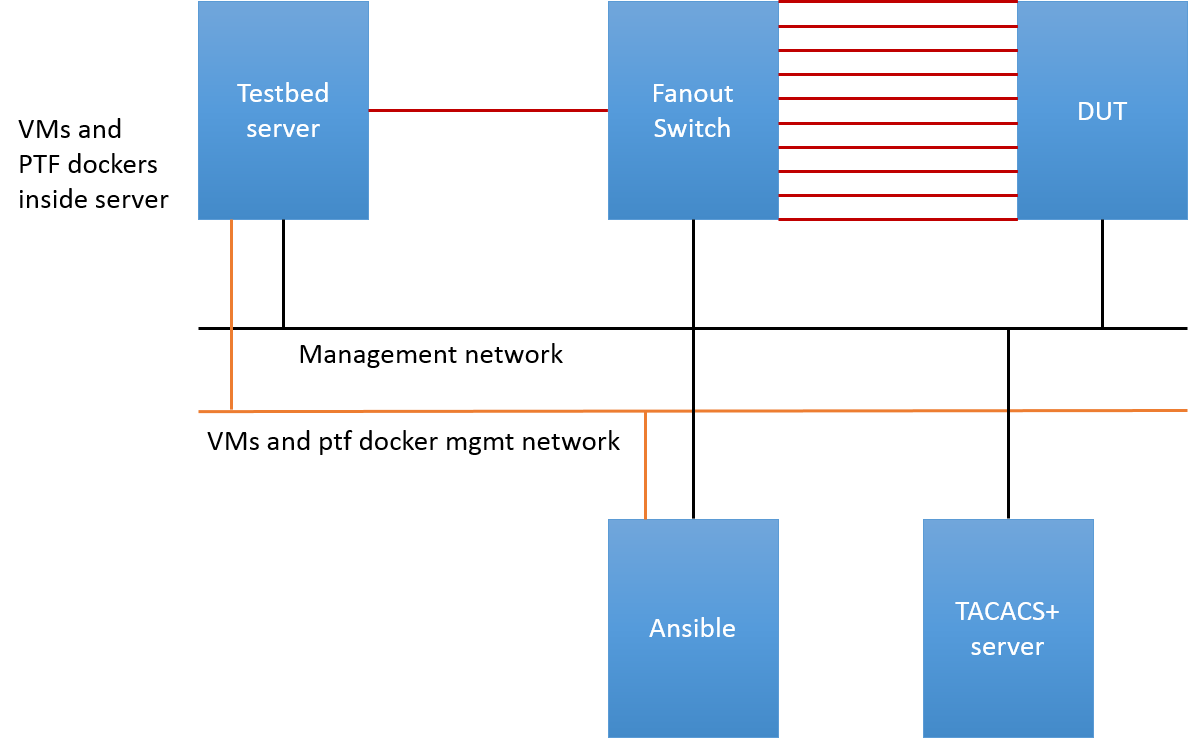 Testbed
server
Fanout
Switch
DUT
VMs and
PTF dockers
inside server
Management network
VMs and ptf docker mgmt network
Ansible
TACACS+
server